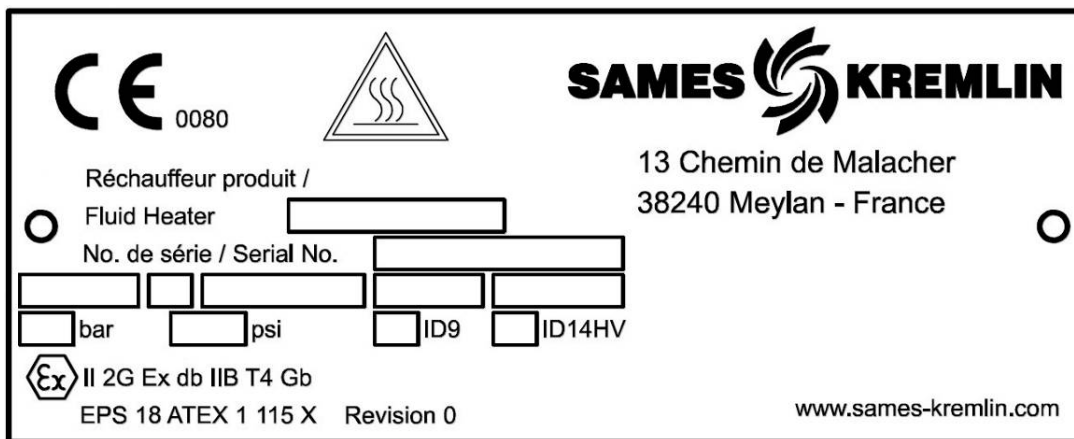 CE 0080
SAMES KREMLIN
13 Chemin de Malacher
38240 Meylan - France
Réchauffeur produit /
Fluid Heater
No. de série / Serial No.
bar psi ID9 ID14HV
Ex II 2G Ex db IIB T4 Gb
EPS 18 ATEX 1 115 X Revision 0
www.sames-kremlin.com